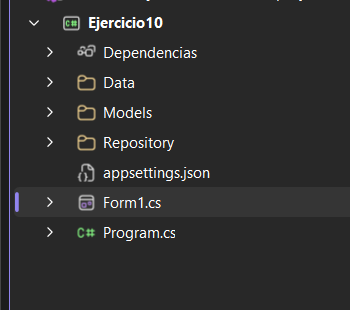 Ejercicio10
Dependencias
Data
Models
Repository
appsettings.json
Form1.cs
C# Program.cs